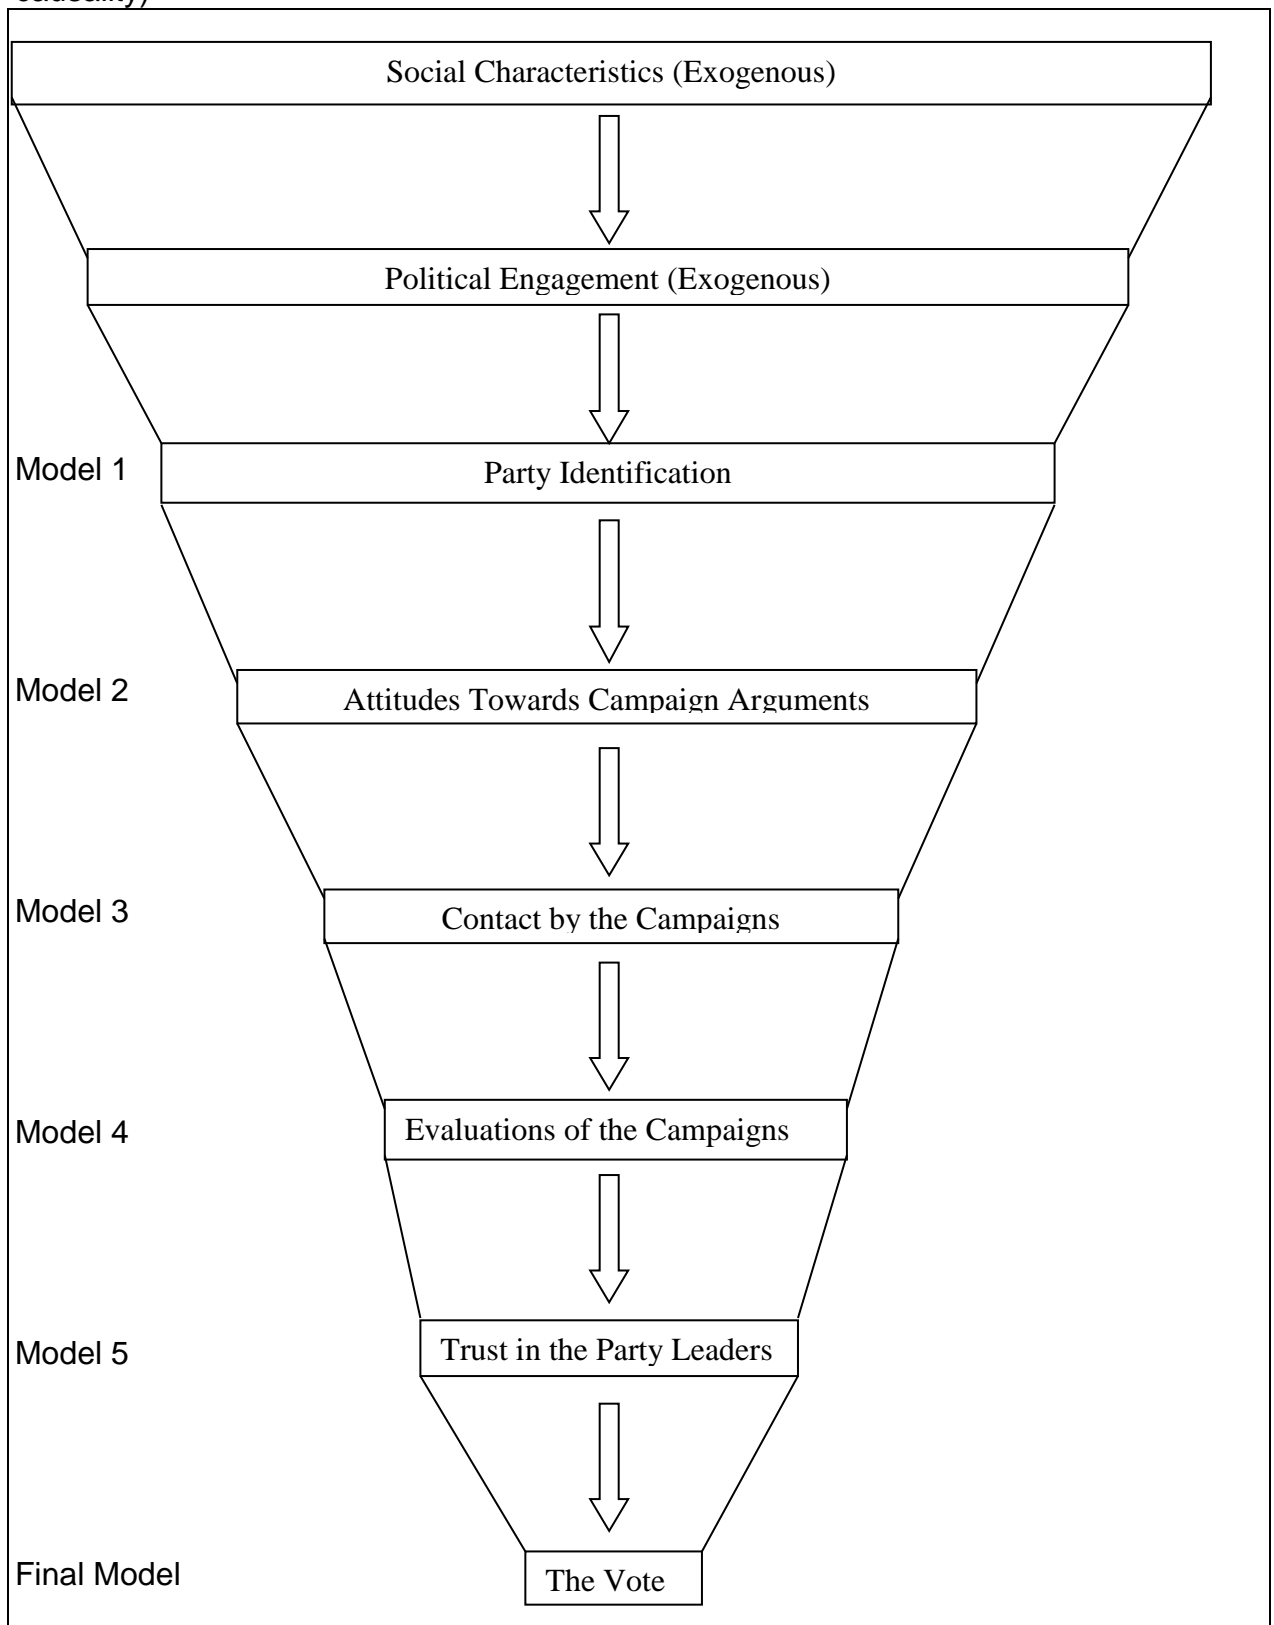 causality)
Social Characteristics (Exogenous)
Political Engagement (Exogenous)
Model 1
Party Identification
Model 2
Attitudes Towards Campaign Arguments
Model 3
Contact by the Campaigns
Model 4
Evaluations of the Campaigns
Model 5
Trust in the Party Leaders
Final Model
The Vote